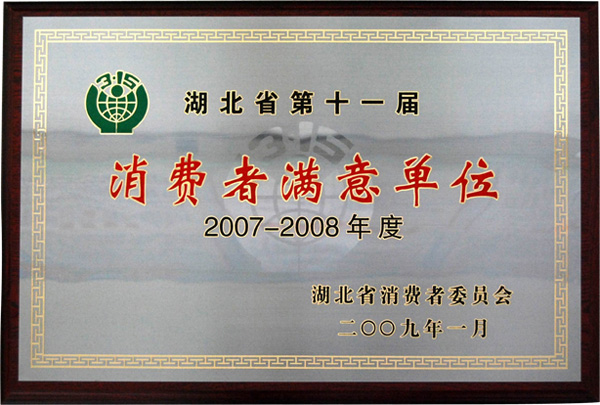 3·15
湖北省第十一届
消费者满意单位
2007-2008年度
湖北省消费者委员会
二〇〇九年一月